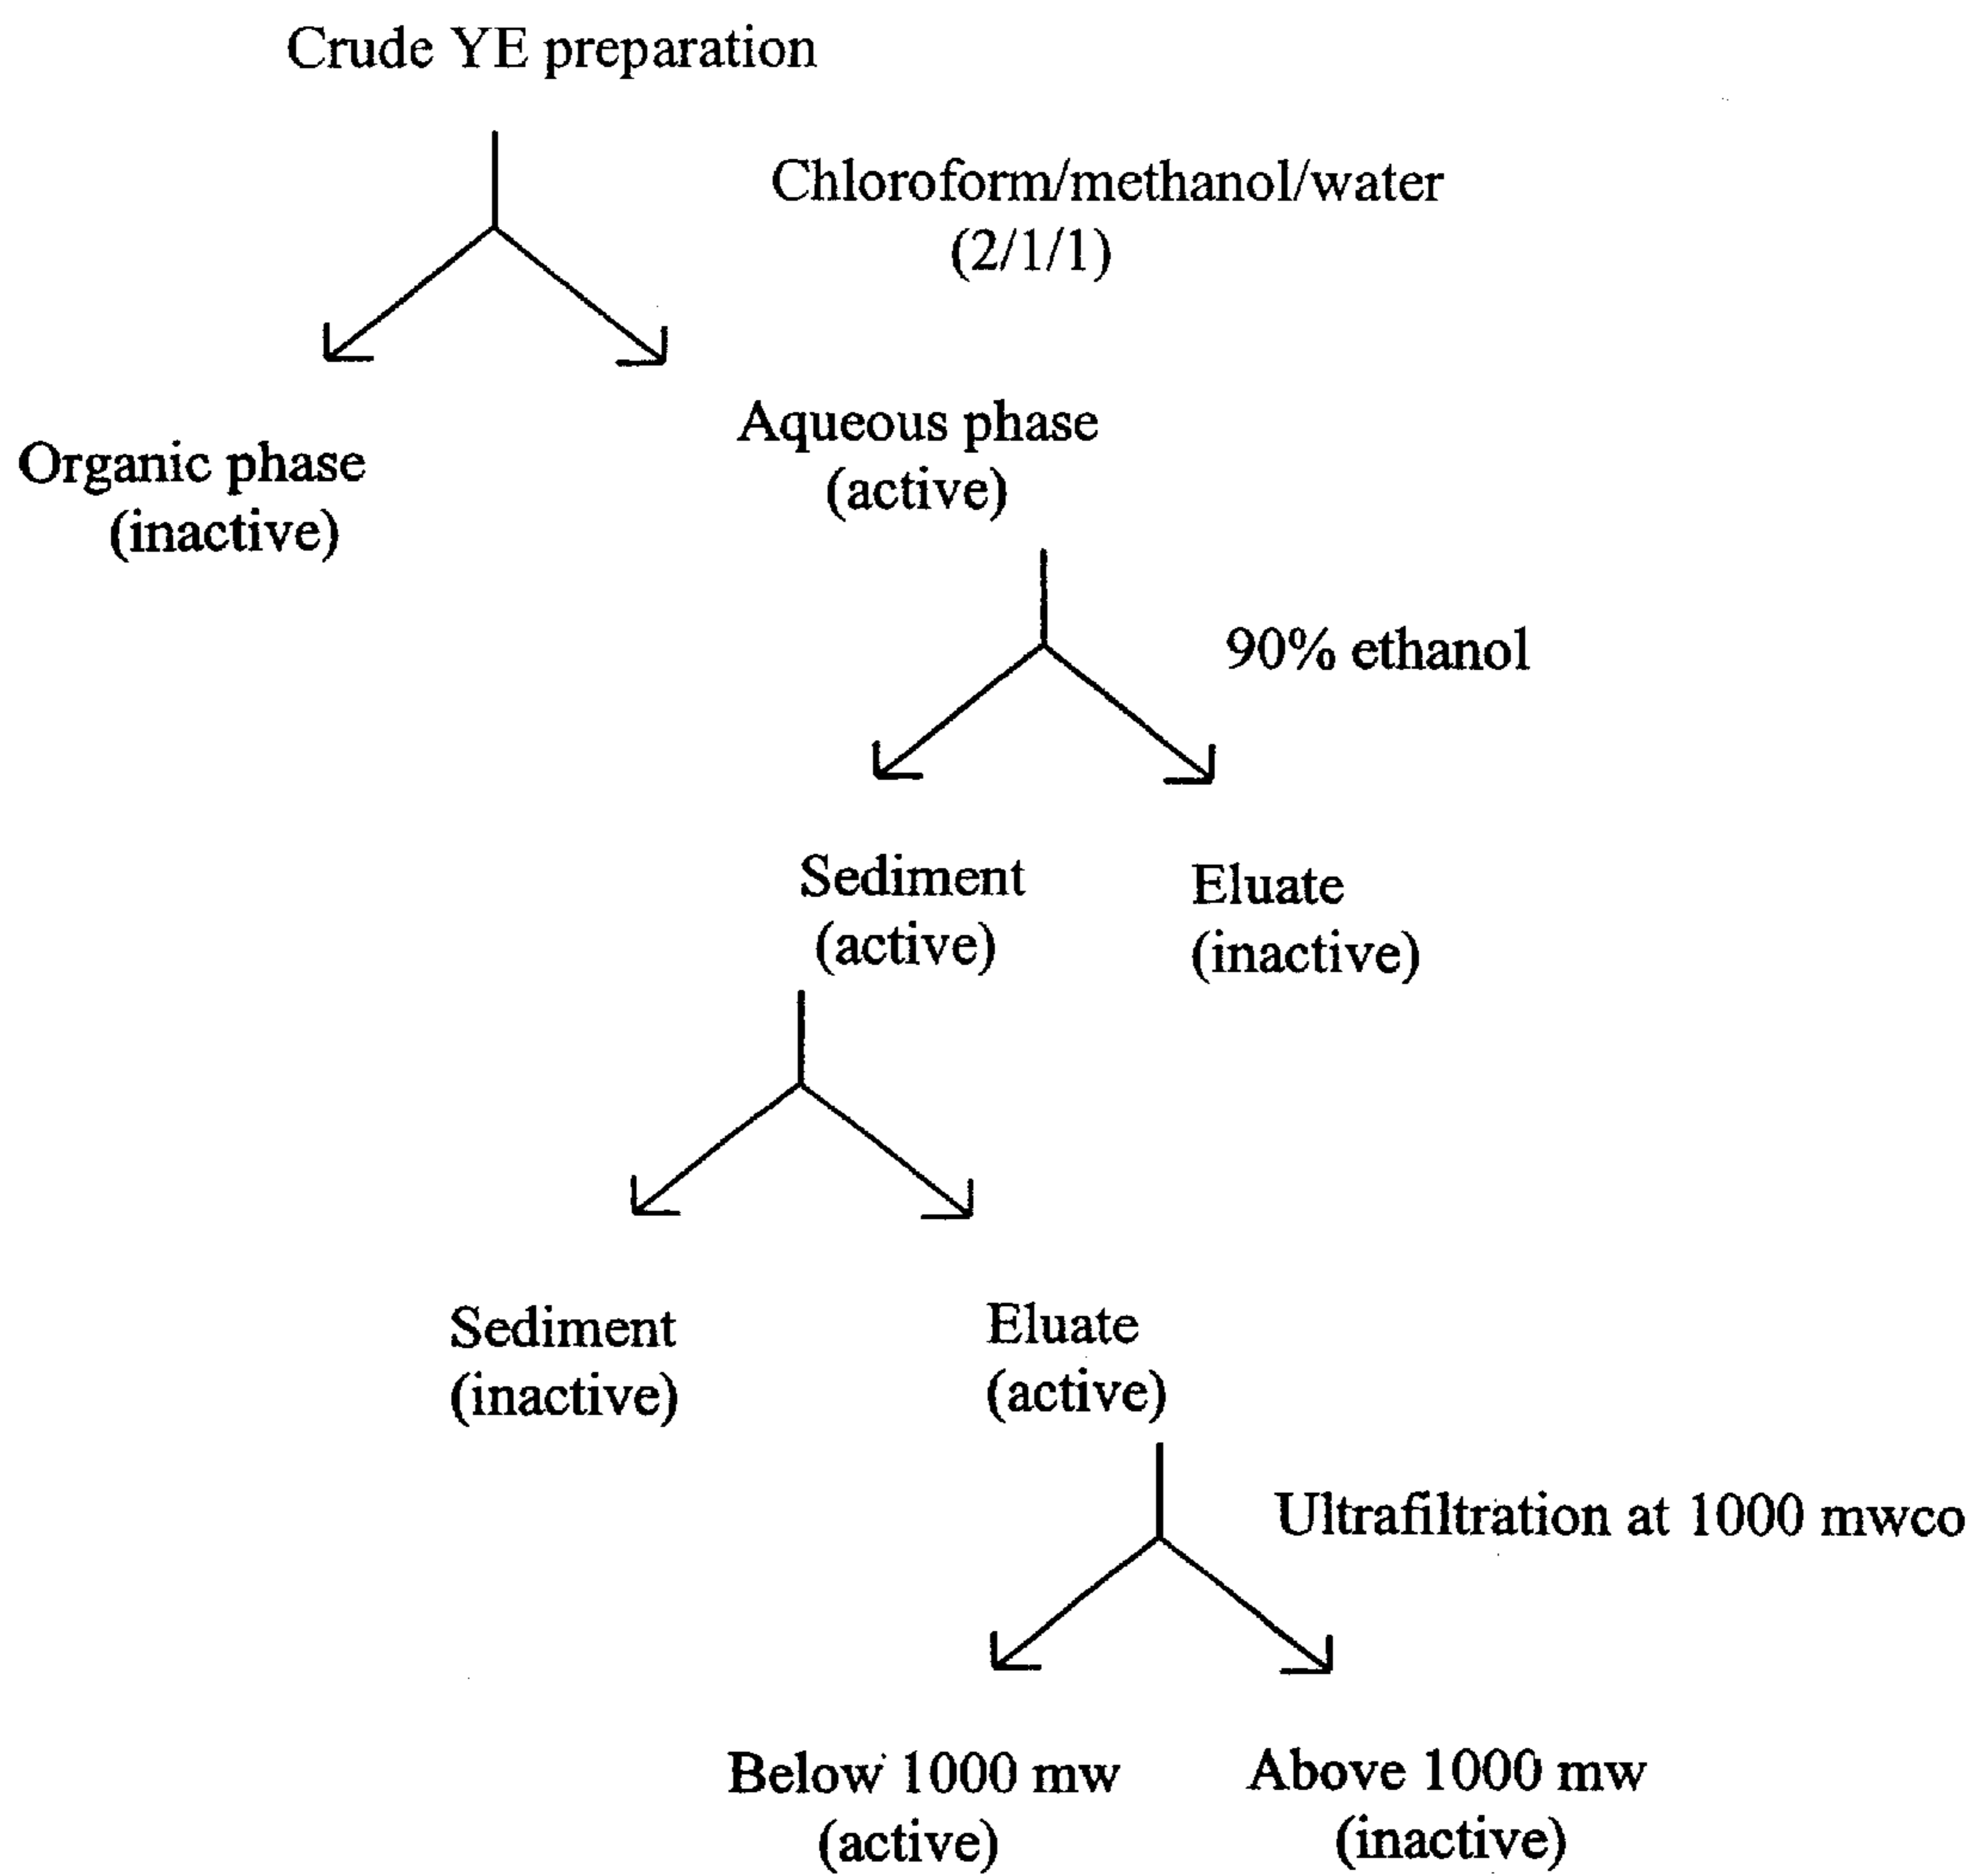 Crude YE preparation
Chloroform/methanol/water
(2/1/1)
Organic phase
(inactive)
Aqueous phase
(active)
90% ethanol
Sediment
(active)
Eluate
(inactive)
Sediment
(inactive)
Eluate
(active)
Ultrafiltration at 1000 mwco
Below 1000 mw
(active)
Above 1000 mw
(inactive)